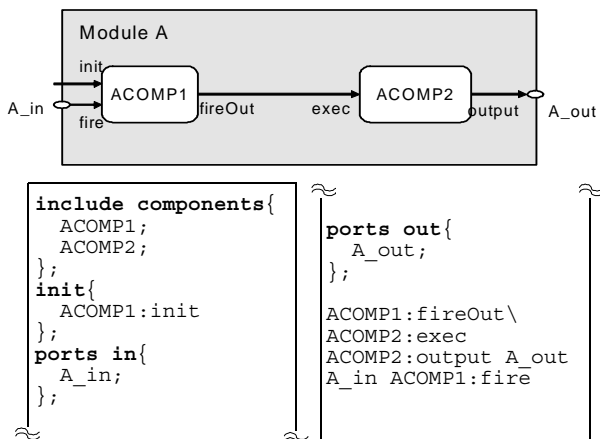 Module A
init
A_in
ACOMP1
fireOut
exec
ACOMP2
output
A_out
fire
include components{
ACOMP1;
ACOMP2;
};
init{
ACOMP1:init
};
ports in{
A_in;
};
ports out{
A_out;
};
ACOMP1:fireOut\
ACOMP2:exec
ACOMP2:output A_out
A_in ACOMP1:fire